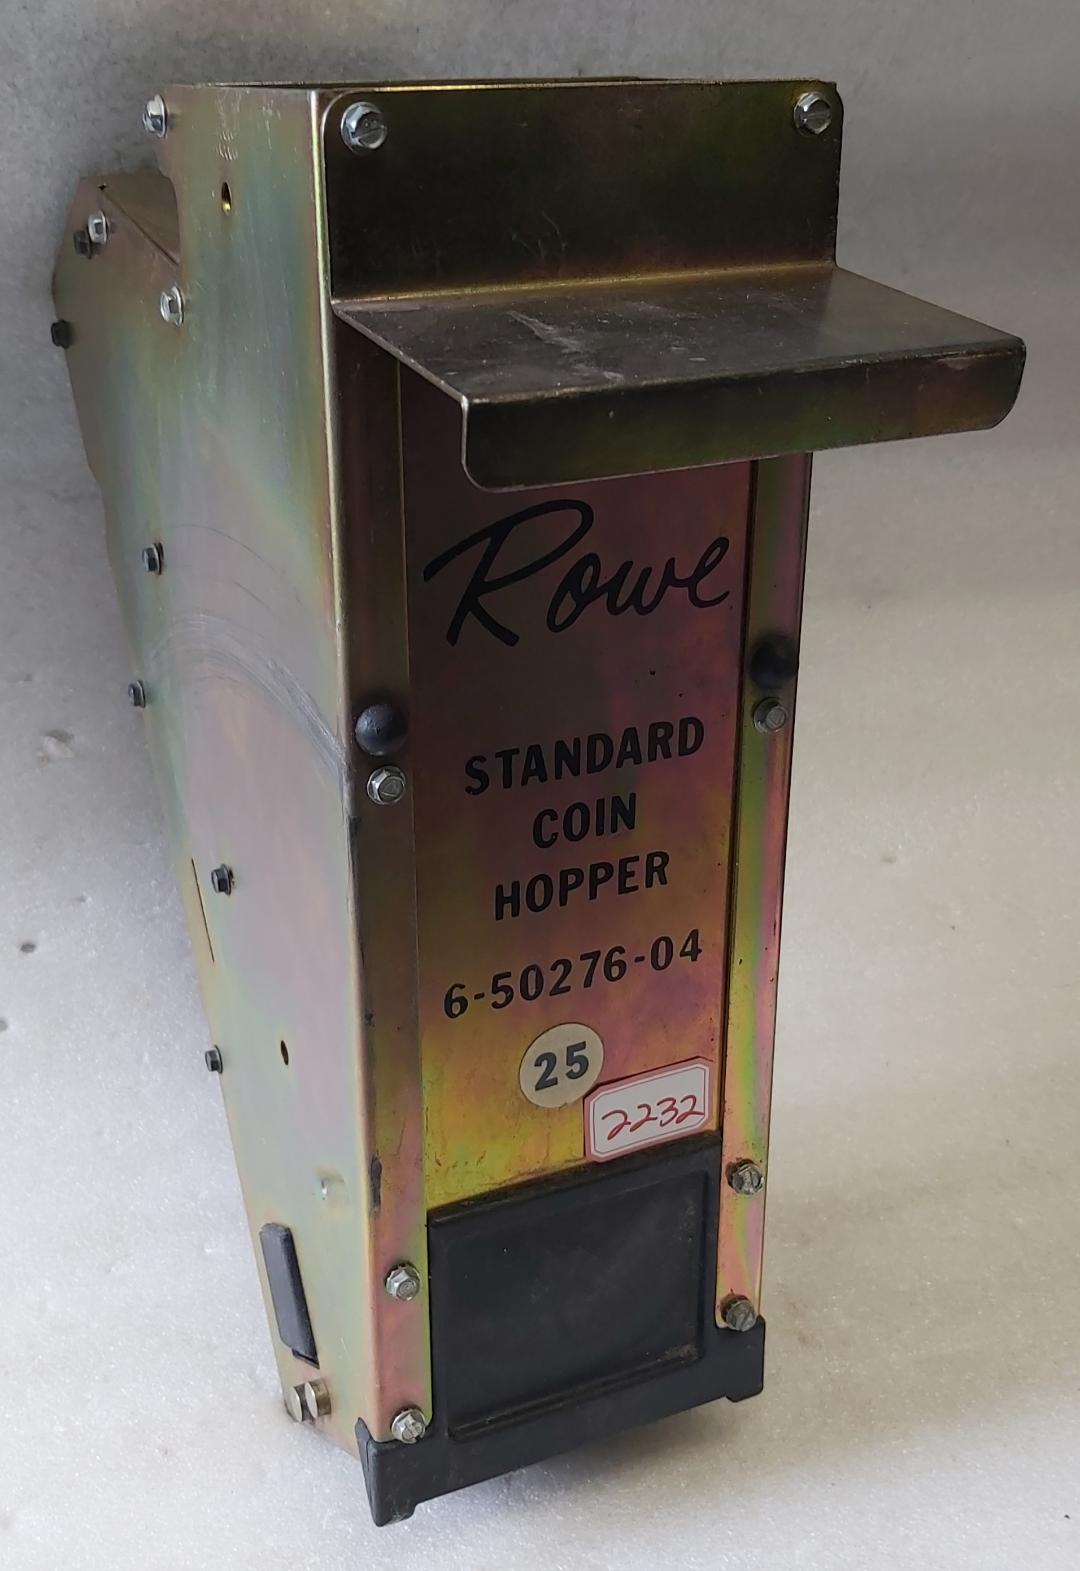 Rowe
STANDARD
COIN
HOPPER
6-50276-04
25
2232